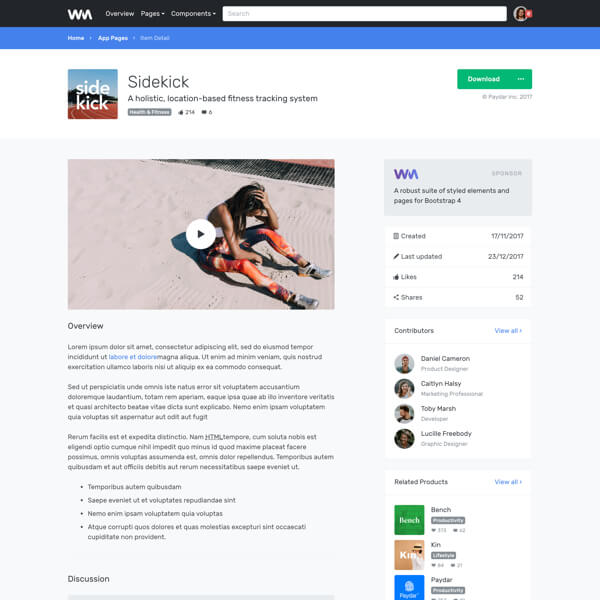 WM Overview Pages Components Search 6
Home App Pages Item Detail
side kick
Sidekick
A holistic, location-based fitness tracking system
Health & Fitness 214 6
Download ···
© Paydar Inc. 2017
Overview
Lorem ipsum dolor sit amet, consectetur adipiscing elit, sed do eiusmod tempor
incididunt ut labore et doloremagna aliqua. Ut enim ad minim veniam, quis nostrud
exercitation ullamco laboris nisi ut aliquip ex ea commodo consequat.
Sed ut perspiciatis unde omnis iste natus error sit voluptatem accusantium
doloremque laudantium, totam rem aperiam, eaque ipsa quae ab illo inventore veritatis
et quasi architecto beatae vitae dicta sunt explicabo. Nemo enim ipsam voluptatem
quia voluptas sit aspernatur aut odit aut fugit
Rerum facilis est et expedita distinctio. Nam HTMLtempore, cum soluta nobis est
eligendi optio cumque nihil impedit quo minus id quod maxime placeat facere
possimus, omnis voluptas assumenda est, omnis dolor repellendus. Temporibus autem
quibusdam et aut officiis debitis aut rerum necessitatibus saepe eveniet ut.
• Temporibus autem quibusdam
• Saepe eveniet ut et voluptates repudiandae sint
• Nemo enim ipsam voluptatem quia voluptas
• Atque corrupti quos dolores et quas molestias excepturi sint occaecati
cupiditate non provident.
Discussion
WM SPONSOR
A robust suite of styled elements and
pages for Bootstrap 4
Created 17/11/2017
Last updated 23/12/2017
Likes 214
Shares 52
Contributors View all ›
Daniel Cameron
Product Designer
Caitlyn Halsy
Marketing Professional
Toby Marsh
Developer
Lucille Freebody
Graphic Designer
Related Products View all ›
Bench
Bench
Productivity
373 62
Kin
Kin
Lifestyle
84 21
Paydar
Paydar
Productivity